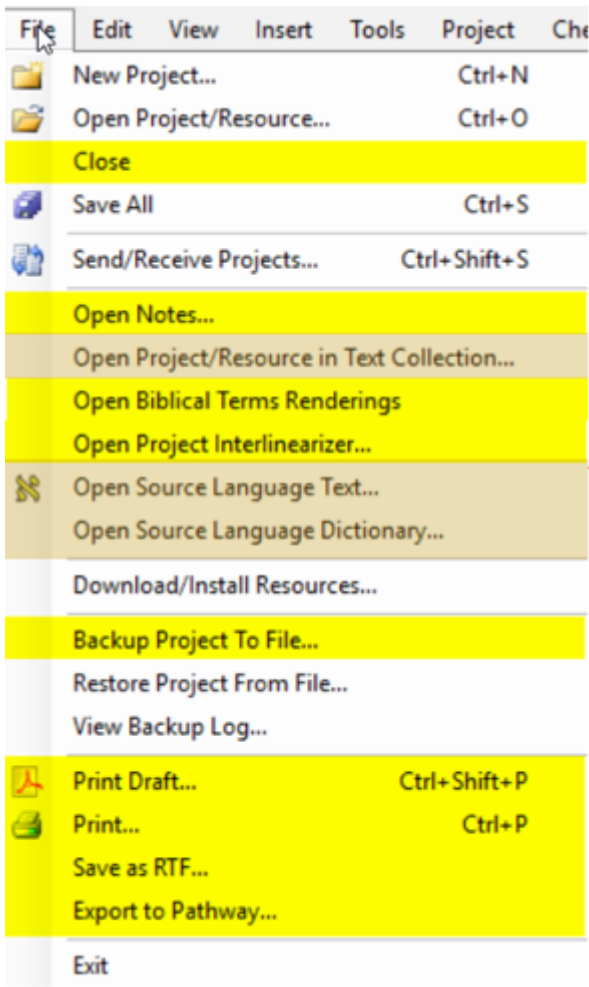 File Edit View Insert Tools Project Che
New Project... Ctrl+N
Open Project/Resource... Ctrl+O
Close
Save All Ctrl+S
Send/Receive Projects... Ctrl+Shift+S
Open Notes...
Open Project/Resource in Text Collection...
Open Biblical Terms Renderings
Open Project Interlinearizer...
Open Source Language Text...
Open Source Language Dictionary...
Download/Install Resources...
Backup Project To File...
Restore Project From File...
View Backup Log...
Print Draft... Ctrl+Shift+P
Print... Ctrl+P
Save as RTF...
Export to Pathway...
Exit